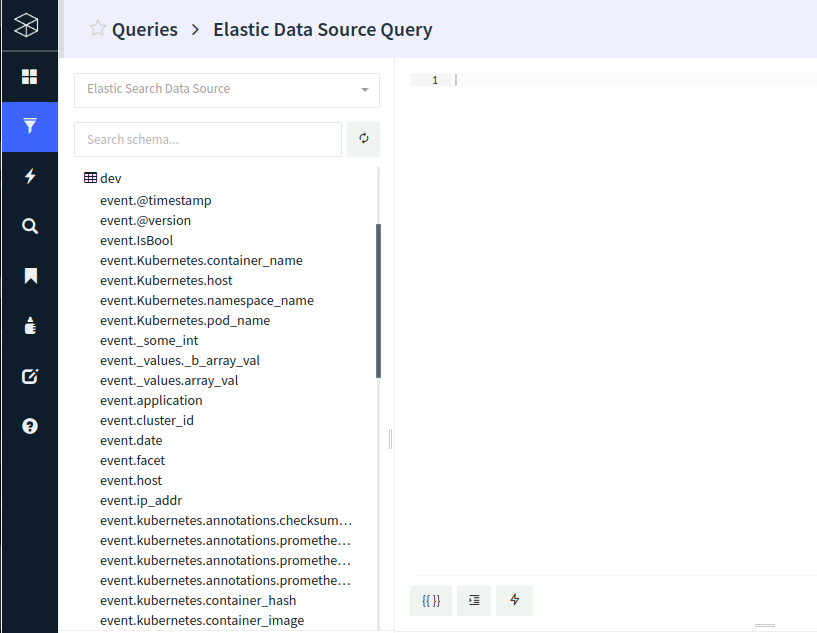 Queries > Elastic Data Source Query
Elastic Search Data Source
Search schema...
dev
event.@timestamp
event.@version
event.IsBool
event.Kubernetes.container_name
event.Kubernetes.host
event.Kubernetes.namespace_name
event.Kubernetes.pod_name
event._some_int
event._values._b_array_val
event._values.array_val
event.application
event.cluster_id
event.date
event.facet
event.host
event.ip_addr
event.kubernetes.annotations.checksum...
event.kubernetes.annotations.promethe...
event.kubernetes.annotations.promethe...
event.kubernetes.annotations.promethe...
event.kubernetes.container_hash
event.kubernetes.container_image
1
{{ }}